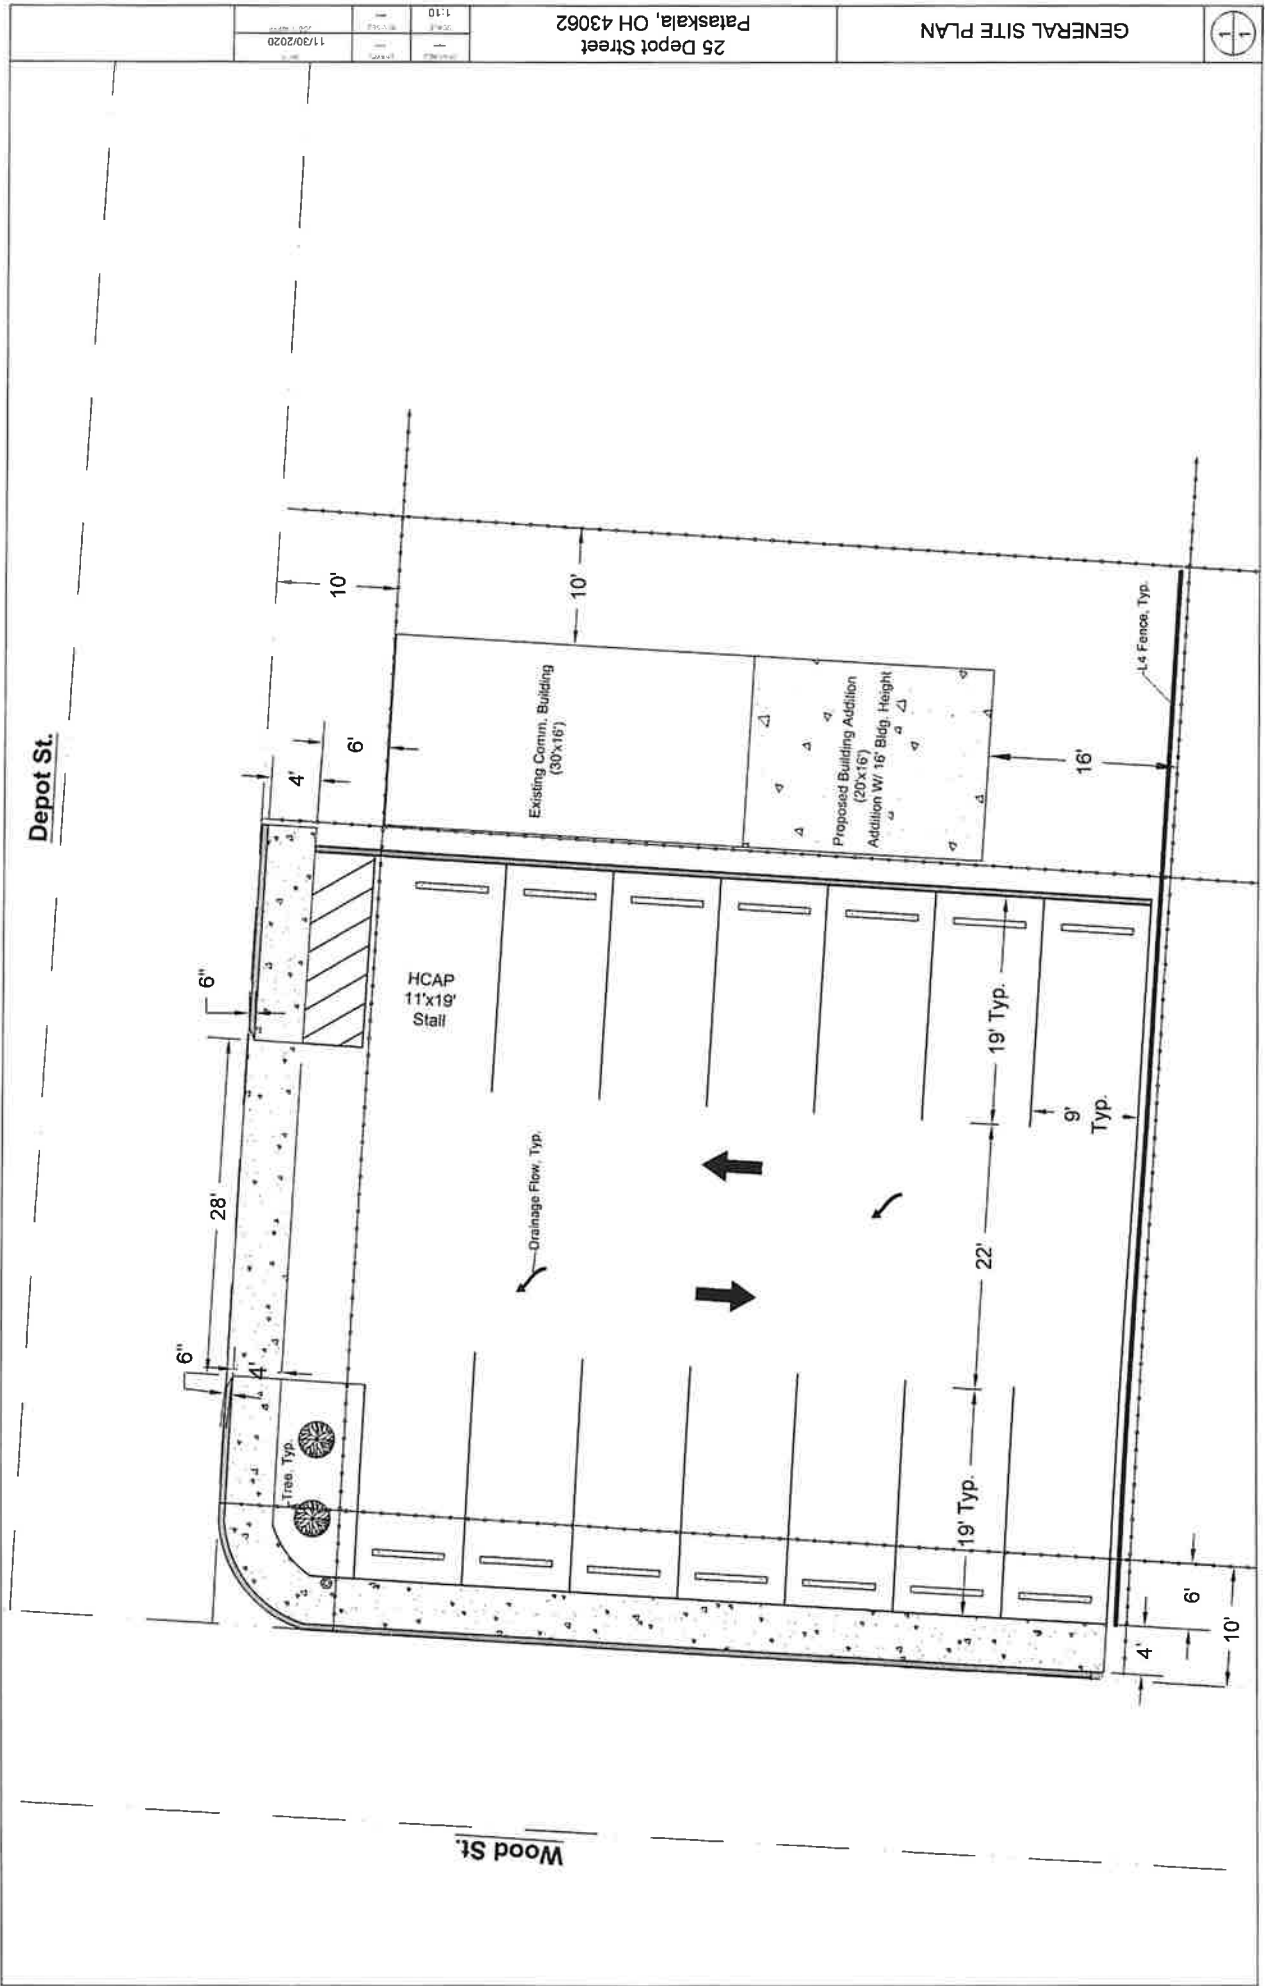 Depot St.
10'
10'
4'
6'
Existing Comm. Building
(30'x16')
Proposed Building Addition
(20'x16')
Addition W/ 16' Bldg. Height
16'
L4 Fence, Typ.
6"
HCAP
11'x19'
Stall
19' Typ.
9'
Typ.
28'
Drainage Flow, Typ.
22'
6"
4'
Tree, Typ.
19' Typ.
6'
4'
10'
Wood St.
1
1
GENERAL SITE PLAN
25 Depot Street
Pataskala, OH 43062
1:10
11/30/2020